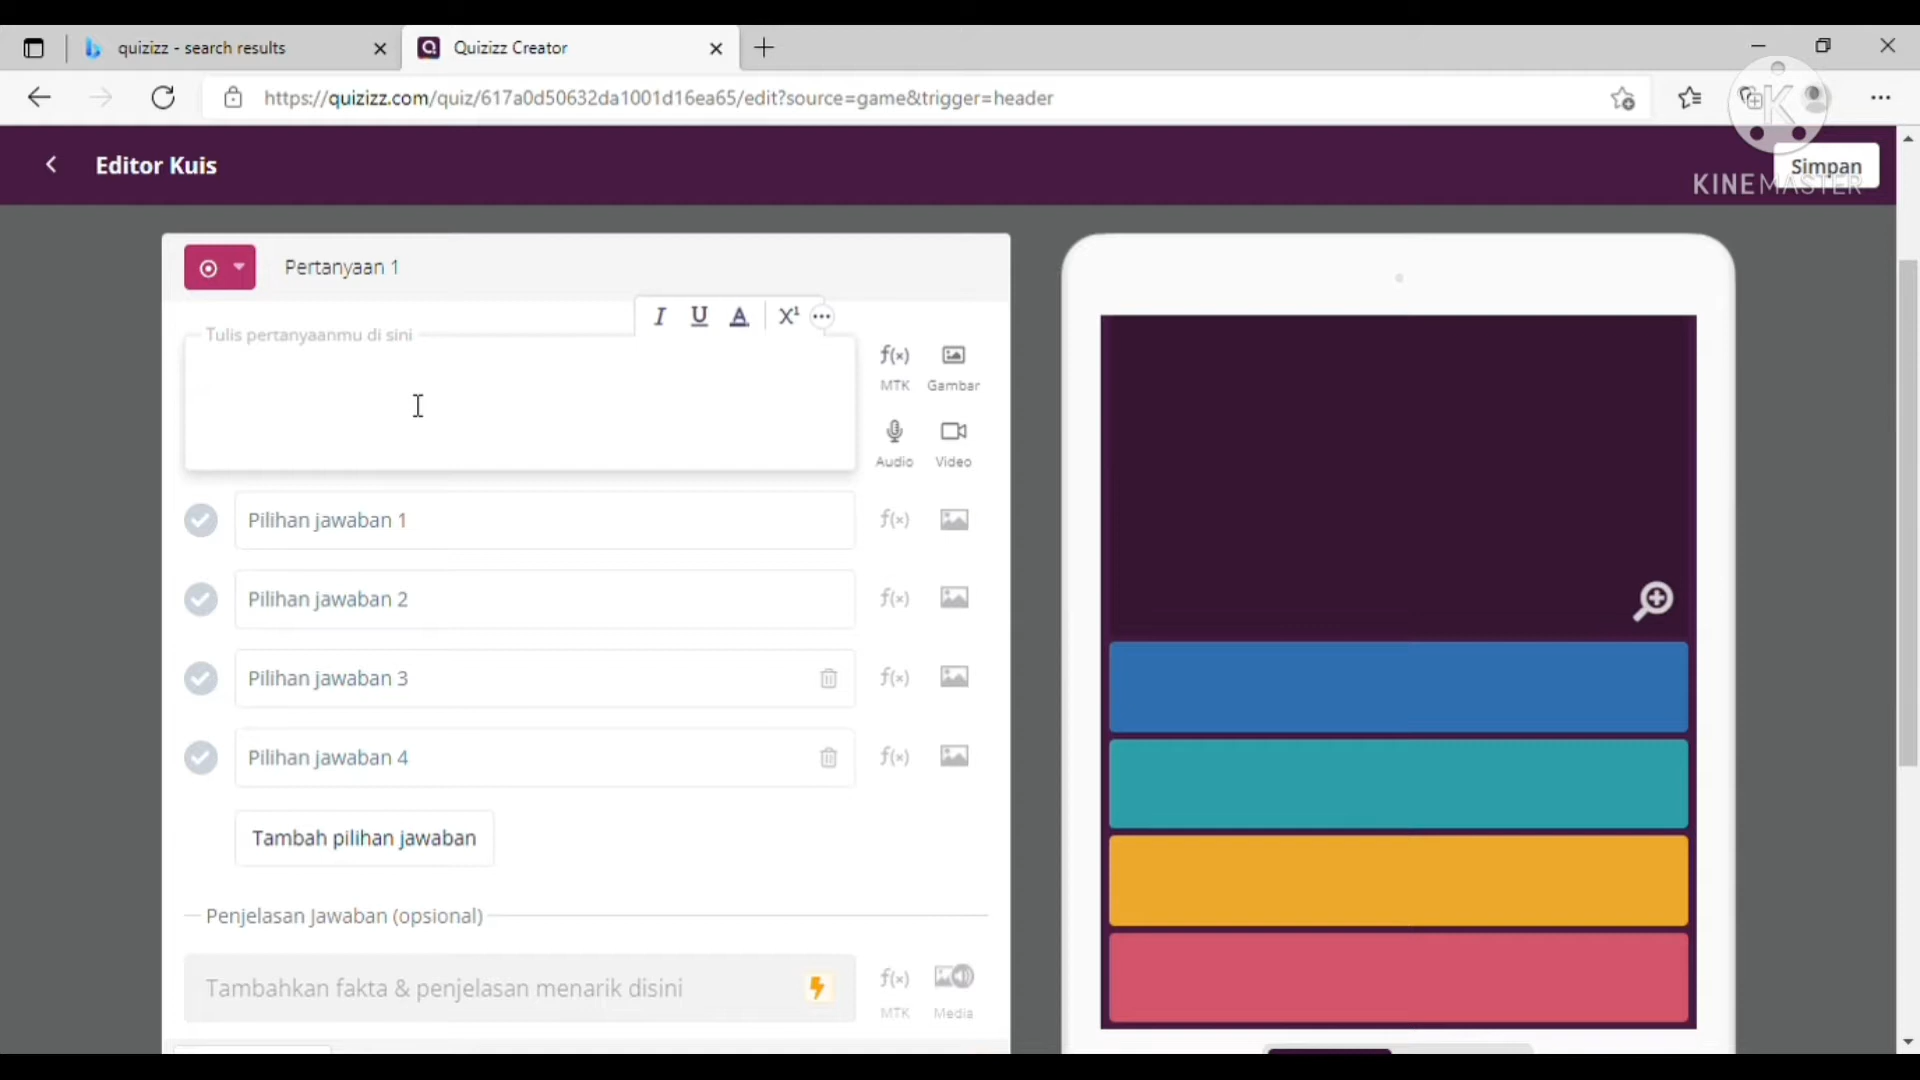 quizizz - search results
Quizizz Creator
https://quizizz.com/quiz/617a0d50632da1001d16ea65/edit?source=game&trigger=header
Editor Kuis
Simpan
KINEMASTER
Pertanyaan 1
I U A X¹ ...
Tulis pertanyaanmu di sini
f(x)
MTK Gambar
Audio Video
Pilihan jawaban 1 f(x)
Pilihan jawaban 2 f(x)
Pilihan jawaban 3 f(x)
Pilihan jawaban 4 f(x)
Tambah pilihan jawaban
Penjelasan Jawaban (opsional)
Tambahkan fakta & penjelasan menarik disini f(x)
MTK Media